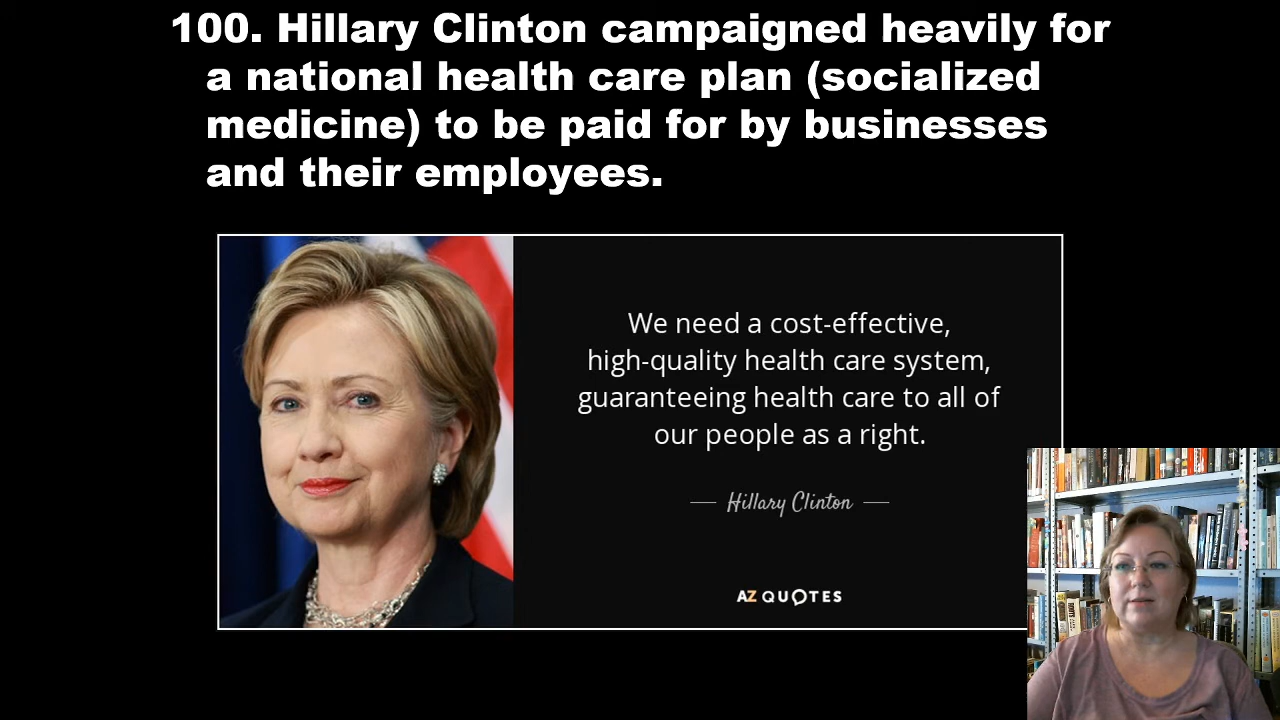 100. Hillary Clinton campaigned heavily for
a national health care plan (socialized
medicine) to be paid for by businesses
and their employees.
We need a cost-effective,
high-quality health care system,
guaranteeing health care to all of
our people as a right.
Hillary Clinton
AZ QUOTES